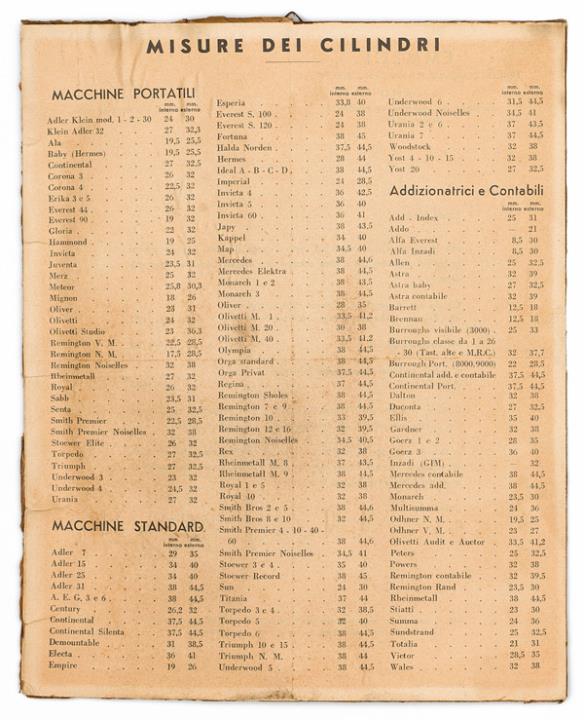 MISURE DEI CILINDRI
MACCHINE PORTATILI
mm. mm.
interno esterno
Adler Klein mod. 1 - 2 - 30 24 30
Klein Adler 32 27 32,3
Ala 19,5 25,5
Baby (Hermes) 19,5 25,5
Continental 27 32,5
Corona 3 26 32
Corona 4 22,5 32
Erika 3 e 5 26 32
Everest 44 26 32
Everest 90 19 32
Gloria 22 32
Hammond 19 25
Invicta 24 32
Juventa 23,5 31
Merz 25 32
Meteor 25,8 30,3
Mignon 18 26
Oliver 23 31
Olivetti 24 32
Olivetti Studio 23 36,3
Remington V. M. 22,5 28,5
Remington N. M. 17,5 28,5
Remington Noiselles 32 38
Rheinmetall 27 32
Royal 26 32
Sabb 23,5 31
Senta 25 32,5
Smith Premier 22,5 28,5
Smith Premier Noiselles 32 38
Stoewer Elite 26 32
Torpedo 27 32,5
Triumph 27 32,5
Underwood 3 23 32
Underwood 4 24,5 32
Urania 27 32
MACCHINE STANDARD
mm. mm.
interno esterno
Adler 7 29 35
Adler 15 34 40
Adler 25 34 40
Adler 31 38 44,5
A. E. G, 3 e 6 38 44,5
Century 26,2 32
Continental 37,5 44,5
Continental Silenta 37,5 44,5
Demountable 31 38,5
Electa 36 41
Empire 19 26
mm. mm.
interno esterno
Esperia 33,8 40
Everest S. 100 24 38
Everest S. 120 24 38
Fortuna 38 45
Halda Norden 37,5 44,5
Hermes 28 44
Ideal A - B - C - D 38 44,5
Imperial 24 28,5
Invicta 4 36 42,5
Invicta 5 36 40
Invicta 60 36 41
Japy 38 43,5
Kappel 34 40
Map 34,5 40
Mercedes 38 44,6
Mercedes Elektra 38 44,5
Monarch 1 e 2 38 43,5
Monarch 3 38 44,5
Oliver 28 35
Olivetti M. 1 33,5 41,2
Olivetti M. 20 30 38
Olivetti M. 40 33,5 41,2
Olympia 38 44,5
Orga standard 38 44,5
Orga Privat 37,5 44,5
Regina 37 44,5
Remington Sholes 38 44,5
Remington 7 e 9 38 44,5
Remington 10 33 39,5
Remington 12 e 16 32 39,5
Remington Noiselles 34,5 40,5
Rex 32 38
Rheinmetall M. 8 37 43,5
Rheinmetall M. 9 38 44,5
Royal 1 e 5 32 38
Royal 10 32 38
Smith Bros 2 e 5 38 44,5
Smith Bros 8 e 10 32 44,5
Smith Premier 4 - 10 - 40 -
60 38 44,5
Smith Premier Noiselles 34,5 41
Stoewer 3 e 4 35 40
Stoewer Record 38 45
Sun 24 30
Titania 37 44
Torpedo 3 e 4 32 38,5
Torpedo 5 32 40
Torpedo 6 38 44,5
Triumph 10 e 15 38 44,5
Triumph N. M. 38 44
Underwood 5 38 44,5
mm. mm.
interno esterno
Underwood 6 31,5 44,5
Underwood Noiselles 34,5 41
Urania 2 e 6 37 43,5
Urania 7 37 44,5
Woodstock 32 38
Yost 4 - 10 - 15 32 38
Yost 20 27 32,5
Addizionatrici e Contabili
mm. mm.
interno esterno
Add - Index 25 31
Addo 21
Alfa Everest 8,5 30
Alfa Inzadi 8,5 30
Allen 25 32,5
Astra 32 39
Astra baby 27 32,5
Astra contabile 32 39
Barrett 12,5 18
Brennan 12,5 18
Burroughs visibile (3000) 25 33
Burroughs classe da 1 a 26
- 30 (Tast. alte e M.R.C.) 32 37,7
Burrough Port. (8000,9000) 22 28,5
Continental add. e contabile 37,5 44,5
Continental Port. 37,5 44,5
Dalton 32 38
Duconta 27 32,5
Ellis 35 40
Gardner 32 38
Goerz 1 e 2 28 35
Goerz 3 36 40
Inzadi (GIM) 32
Mercedes contabile 38 44,5
Mercedes add. 38 44,5
Monarch 23,5 30
Multisumma 24 36
Odhner N. M. 19,5 25
Odhner V. M. 23 27
Olivetti Audit e Auctor 33,5 41,2
Peters 25 32,5
Powers 32 38
Remington contabile 32 39,5
Remington Rand 23,5 30
Rheinmetall 38 44,5
Stiatti 23 30
Summa 24 36
Sundstrand 25 32,5
Totalia 21 31
Victor 28,5 35
Wales 32 38